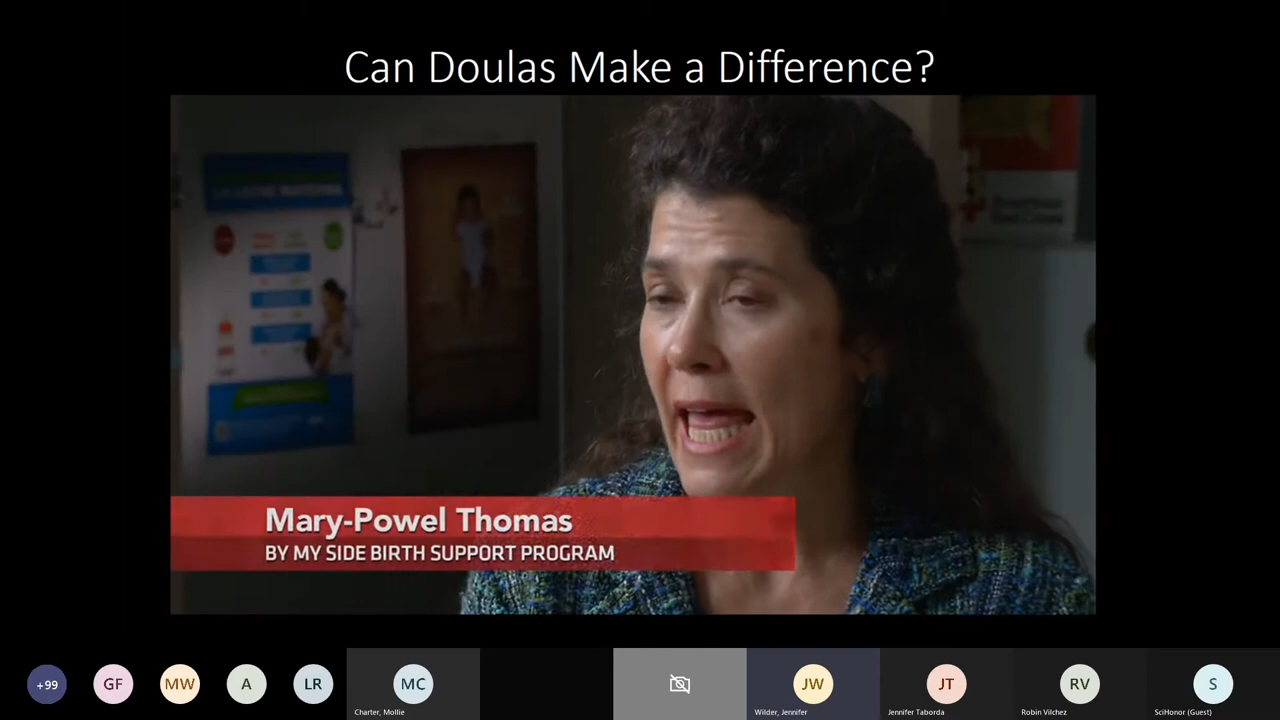 Can Doulas Make a Difference?
Mary-Powel Thomas
BY MY SIDE BIRTH SUPPORT PROGRAM
+99
GF
MW
A
LR
MC
JW
JT
RV
S
Charter, Mollie
Wilder, Jennifer
Jennifer Taborda
Robin Vilchez
SciHonor (Guest)